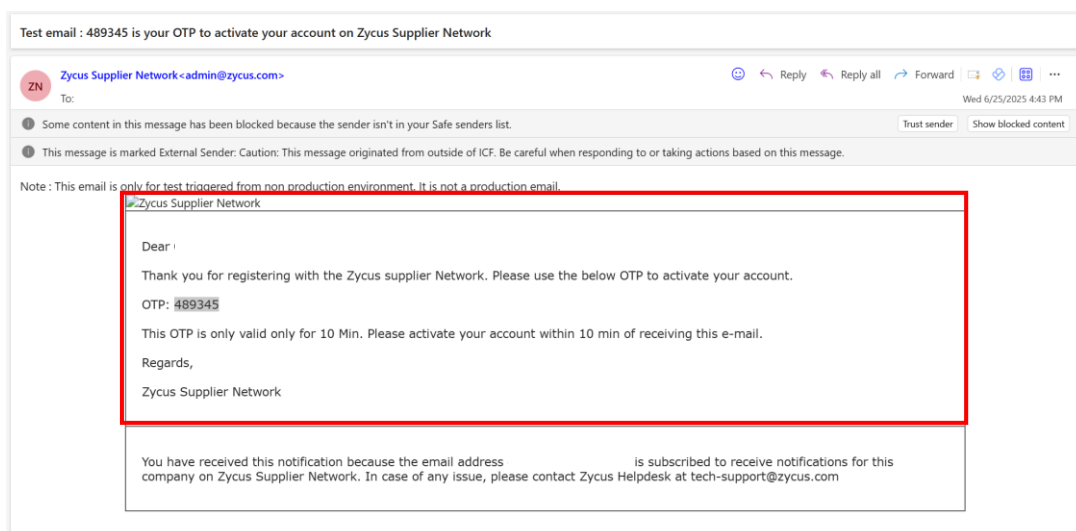 Test email : 489345 is your OTP to activate your account on Zycus Supplier Network
ZN
Zycus Supplier Network<admin@zycus.com>
Reply
Reply all
Forward
To:
Wed 6/25/2025 4:43 PM
Some content in this message has been blocked because the sender isn't in your Safe senders list.
Trust sender
Show blocked content
This message is marked External Sender: Caution: This message originated from outside of ICF. Be careful when responding to or taking actions based on this message.
Note : This email is only for test triggered from non production environment. It is not a production email.
Zycus Supplier Network
Dear
Thank you for registering with the Zycus supplier Network. Please use the below OTP to activate your account.
OTP: 489345
This OTP is only valid only for 10 Min. Please activate your account within 10 min of receiving this e-mail.
Regards,
Zycus Supplier Network
You have received this notification because the email address is subscribed to receive notifications for this
company on Zycus Supplier Network. In case of any issue, please contact Zycus Helpdesk at tech-support@zycus.com